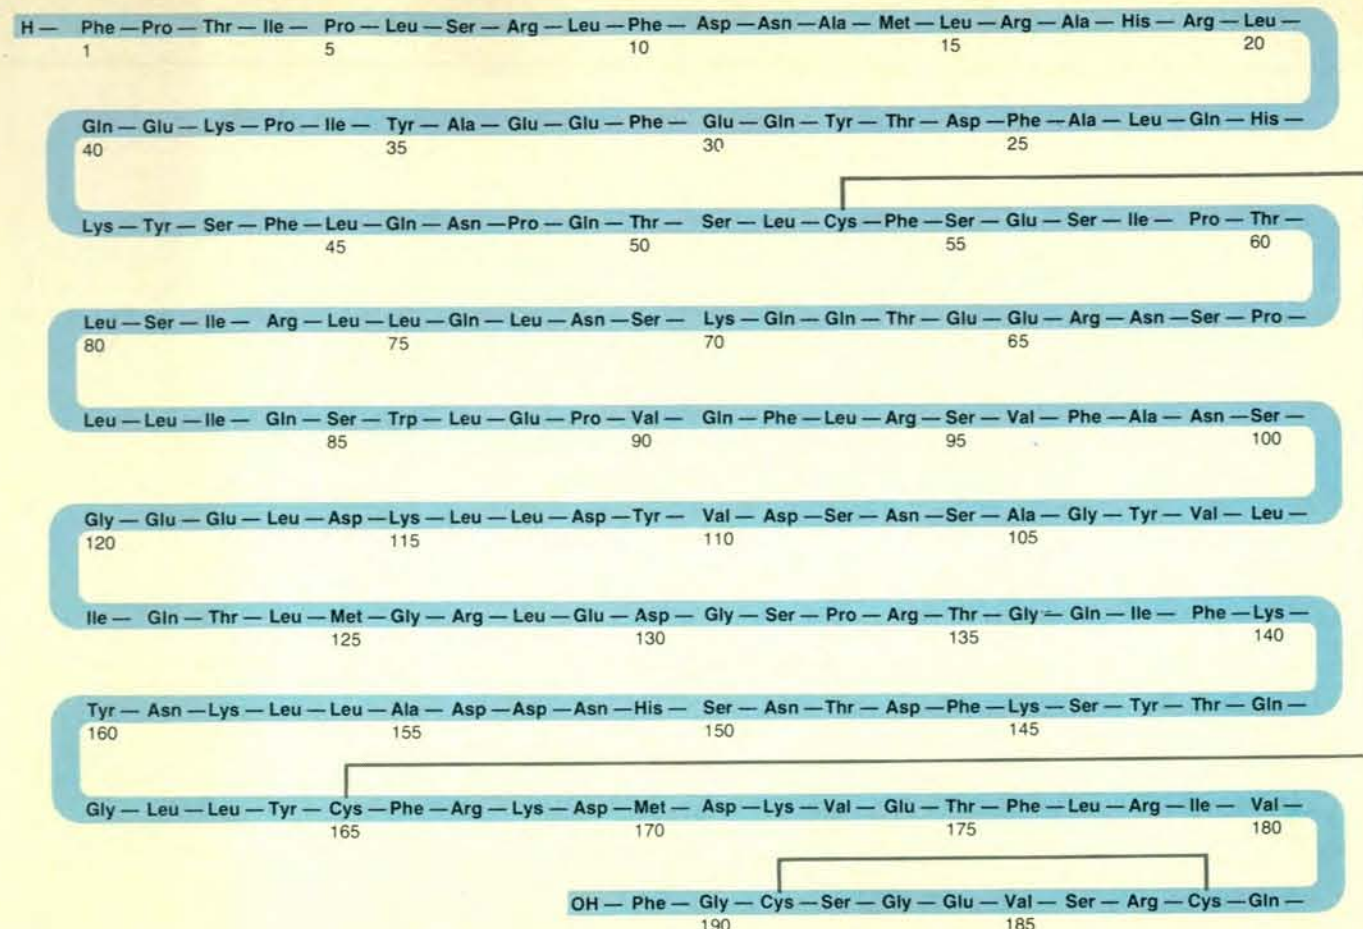 H — Phe — Pro — Thr — Ile — Pro — Leu — Ser — Arg — Leu — Phe — Asp — Asn — Ala — Met — Leu — Arg — Ala — His — Arg — Leu —
1 5 10 15 20
Gln — Glu — Lys — Pro — Ile — Tyr — Ala — Glu — Glu — Phe — Glu — Gln — Tyr — Thr — Asp — Phe — Ala — Leu — Gln — His —
40 35 30 25
Lys — Tyr — Ser — Phe — Leu — Gln — Asn — Pro — Gln — Thr — Ser — Leu — Cys — Phe — Ser — Glu — Ser — Ile — Pro — Thr —
45 50 55 60
Leu — Ser — Ile — Arg — Leu — Leu — Gln — Leu — Asn — Ser — Lys — Gln — Gln — Thr — Glu — Glu — Arg — Asn — Ser — Pro —
80 75 70 65
Leu — Leu — Ile — Gln — Ser — Trp — Leu — Glu — Pro — Val — Gln — Phe — Leu — Arg — Ser — Val — Phe — Ala — Asn — Ser —
85 90 95 100
Gly — Glu — Glu — Leu — Asp — Lys — Leu — Leu — Asp — Tyr — Val — Asp — Ser — Asn — Ser — Ala — Gly — Tyr — Val — Leu —
120 115 110 105
Ile — Gln — Thr — Leu — Met — Gly — Arg — Leu — Glu — Asp — Gly — Ser — Pro — Arg — Thr — Gly — Gln — Ile — Phe — Lys —
125 130 135 140
Tyr — Asn — Lys — Leu — Leu — Ala — Asp — Asp — Asn — His — Ser — Asn — Thr — Asp — Phe — Lys — Ser — Tyr — Thr — Gln —
160 155 150 145
Gly — Leu — Leu — Tyr — Cys — Phe — Arg — Lys — Asp — Met — Asp — Lys — Val — Glu — Thr — Phe — Leu — Arg — Ile — Val —
165 170 175 180
OH — Phe — Gly — Cys — Ser — Gly — Glu — Val — Ser — Arg — Cys — Gln —
190 185